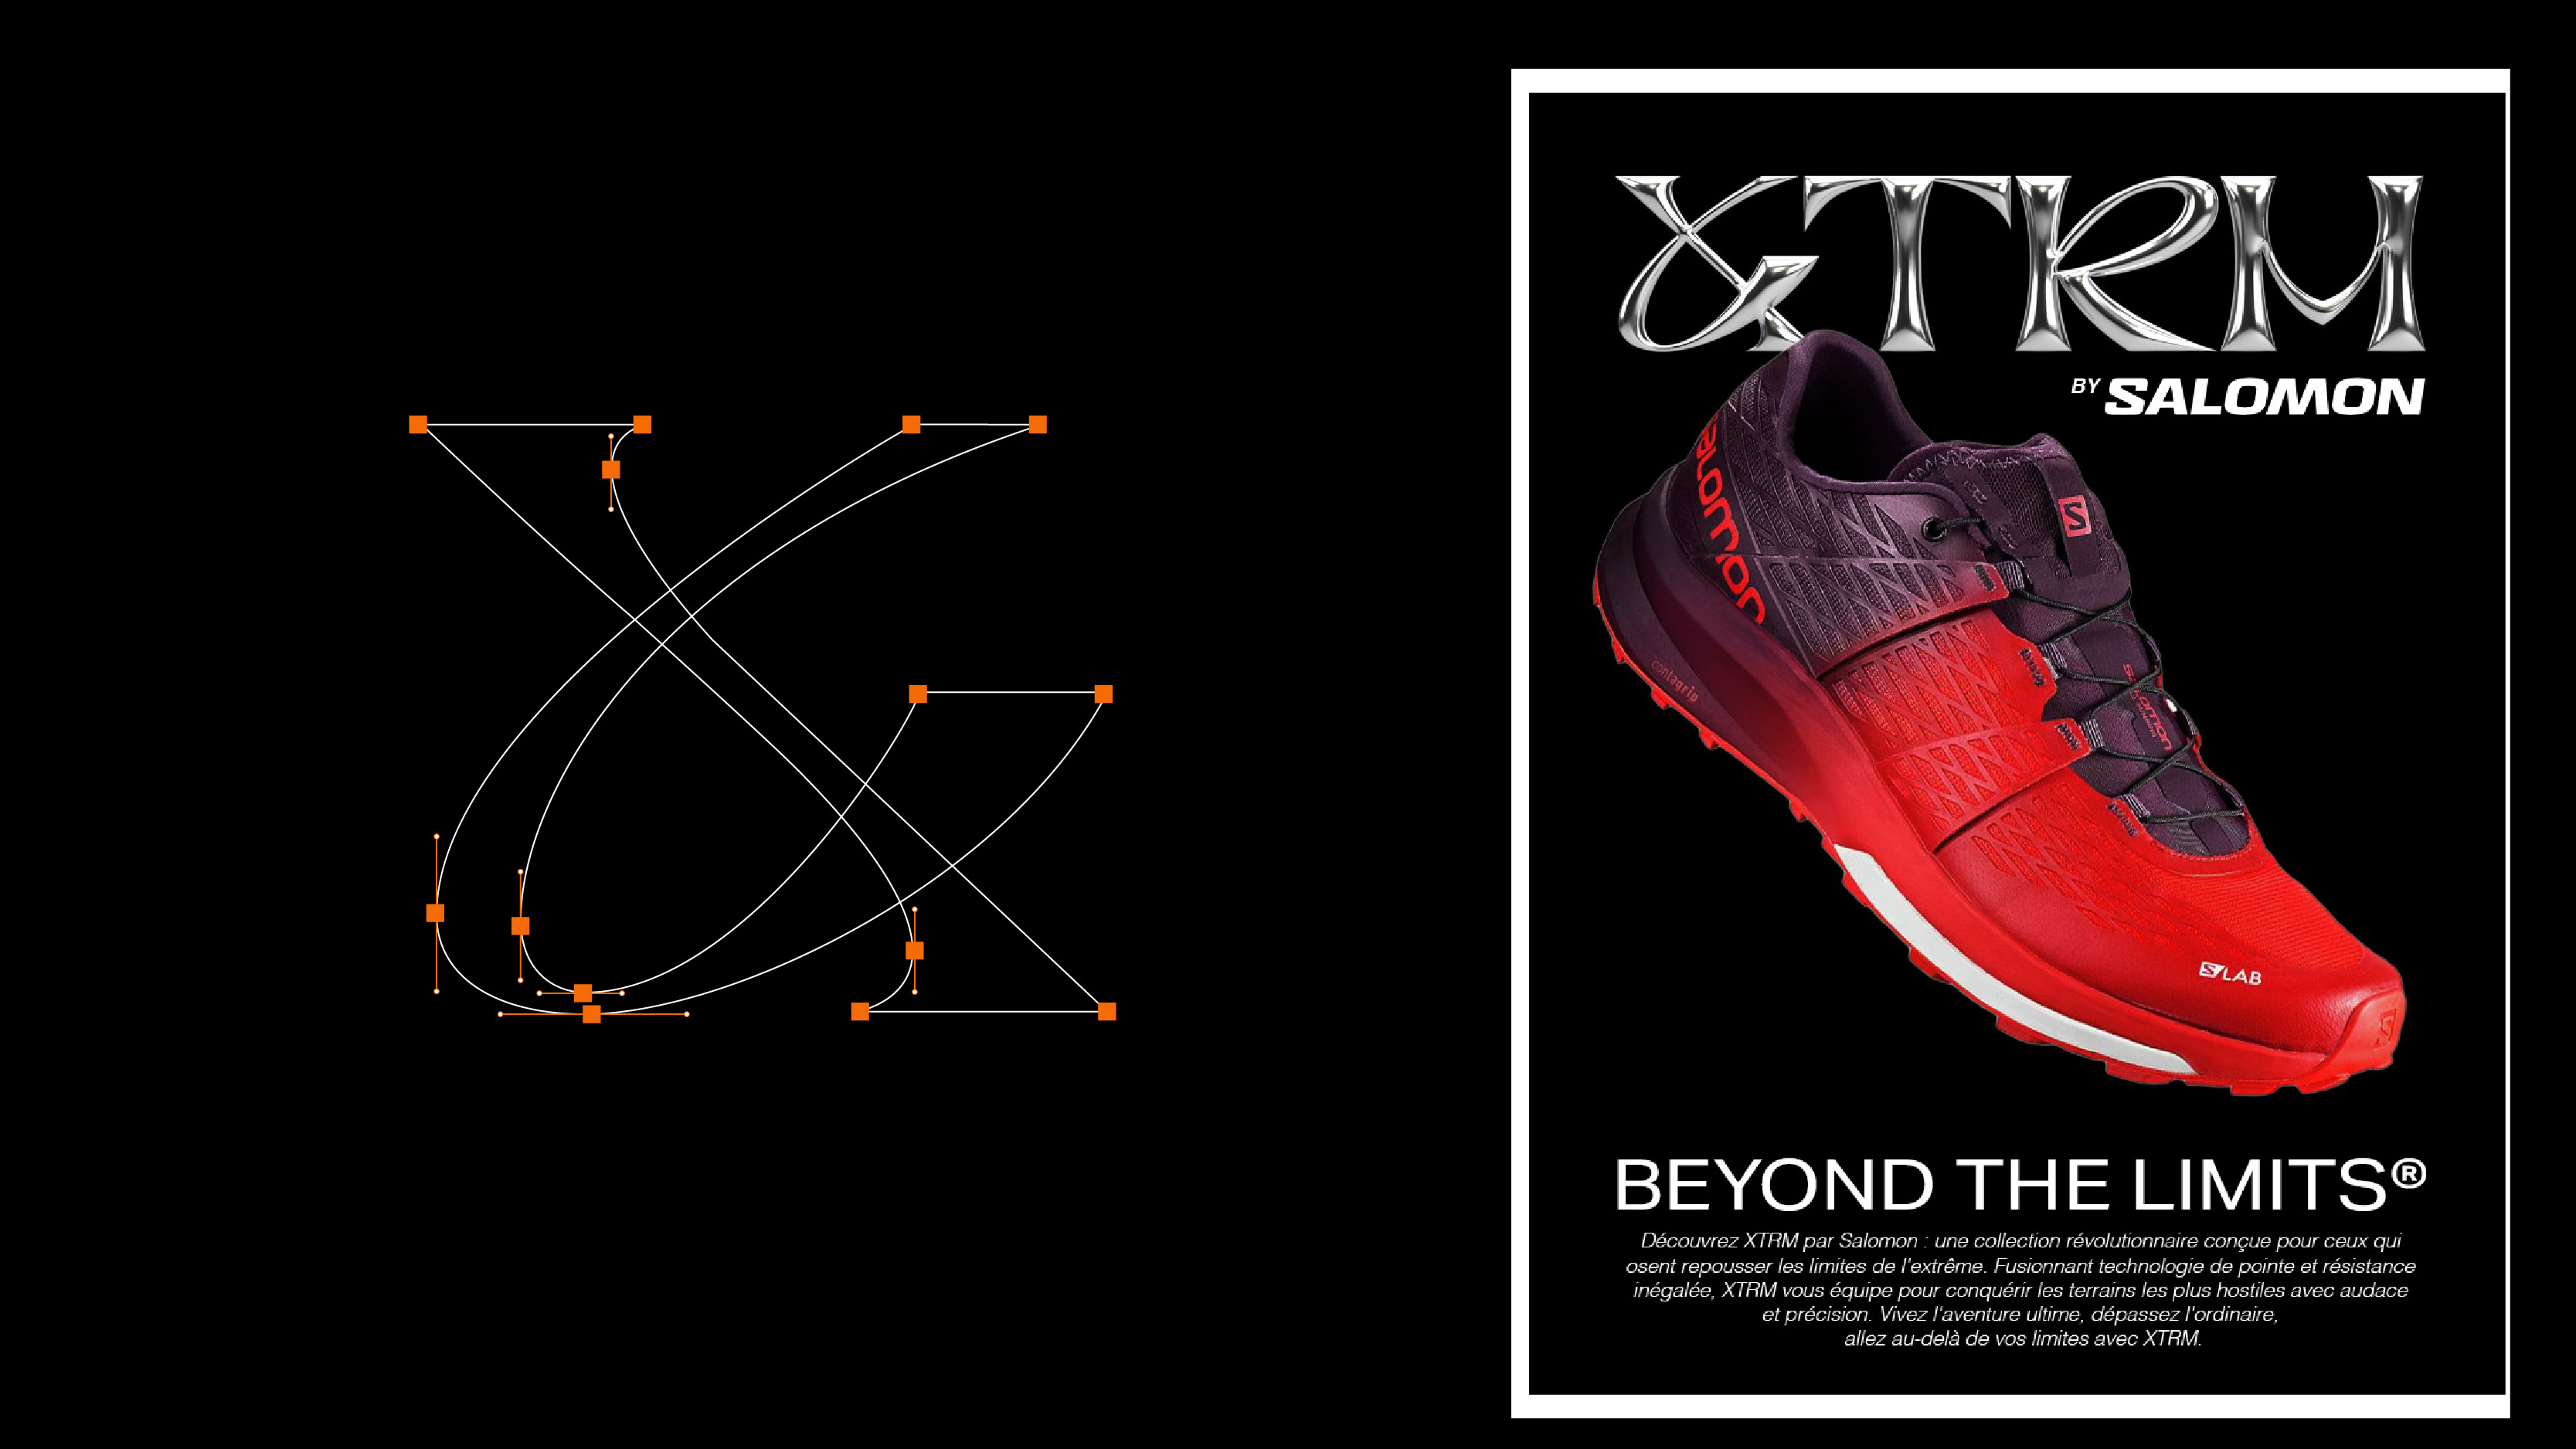 XTRM
BY SALOMON
SALOMON
S
contagrip
SALOMON
S/LAB
BEYOND THE LIMITS®
Découvrez XTRM par Salomon : une collection révolutionnaire conçue pour ceux qui
osent repousser les limites de l'extrême. Fusionnant technologie de pointe et résistance
inégalée, XTRM vous équipe pour conquérir les terrains les plus hostiles avec audace
et précision. Vivez l'aventure ultime, dépassez l'ordinaire,
allez au-delà de vos limites avec XTRM.